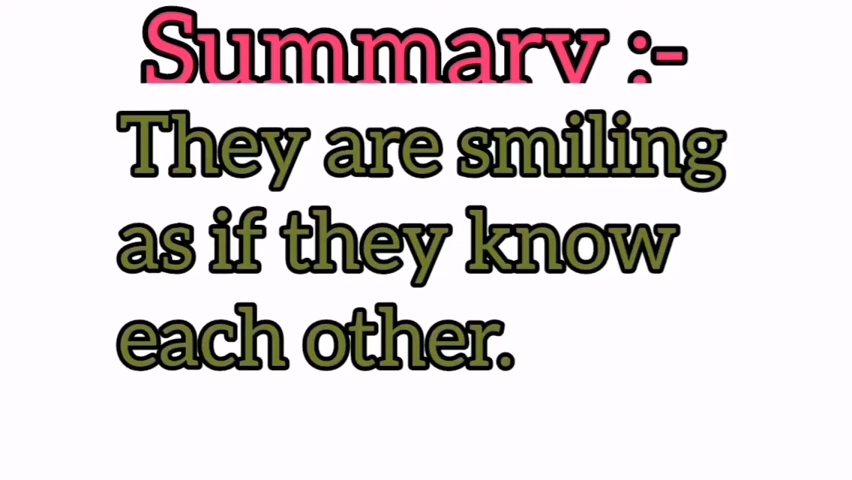 Summary :-
They are smiling
as if they know
each other.